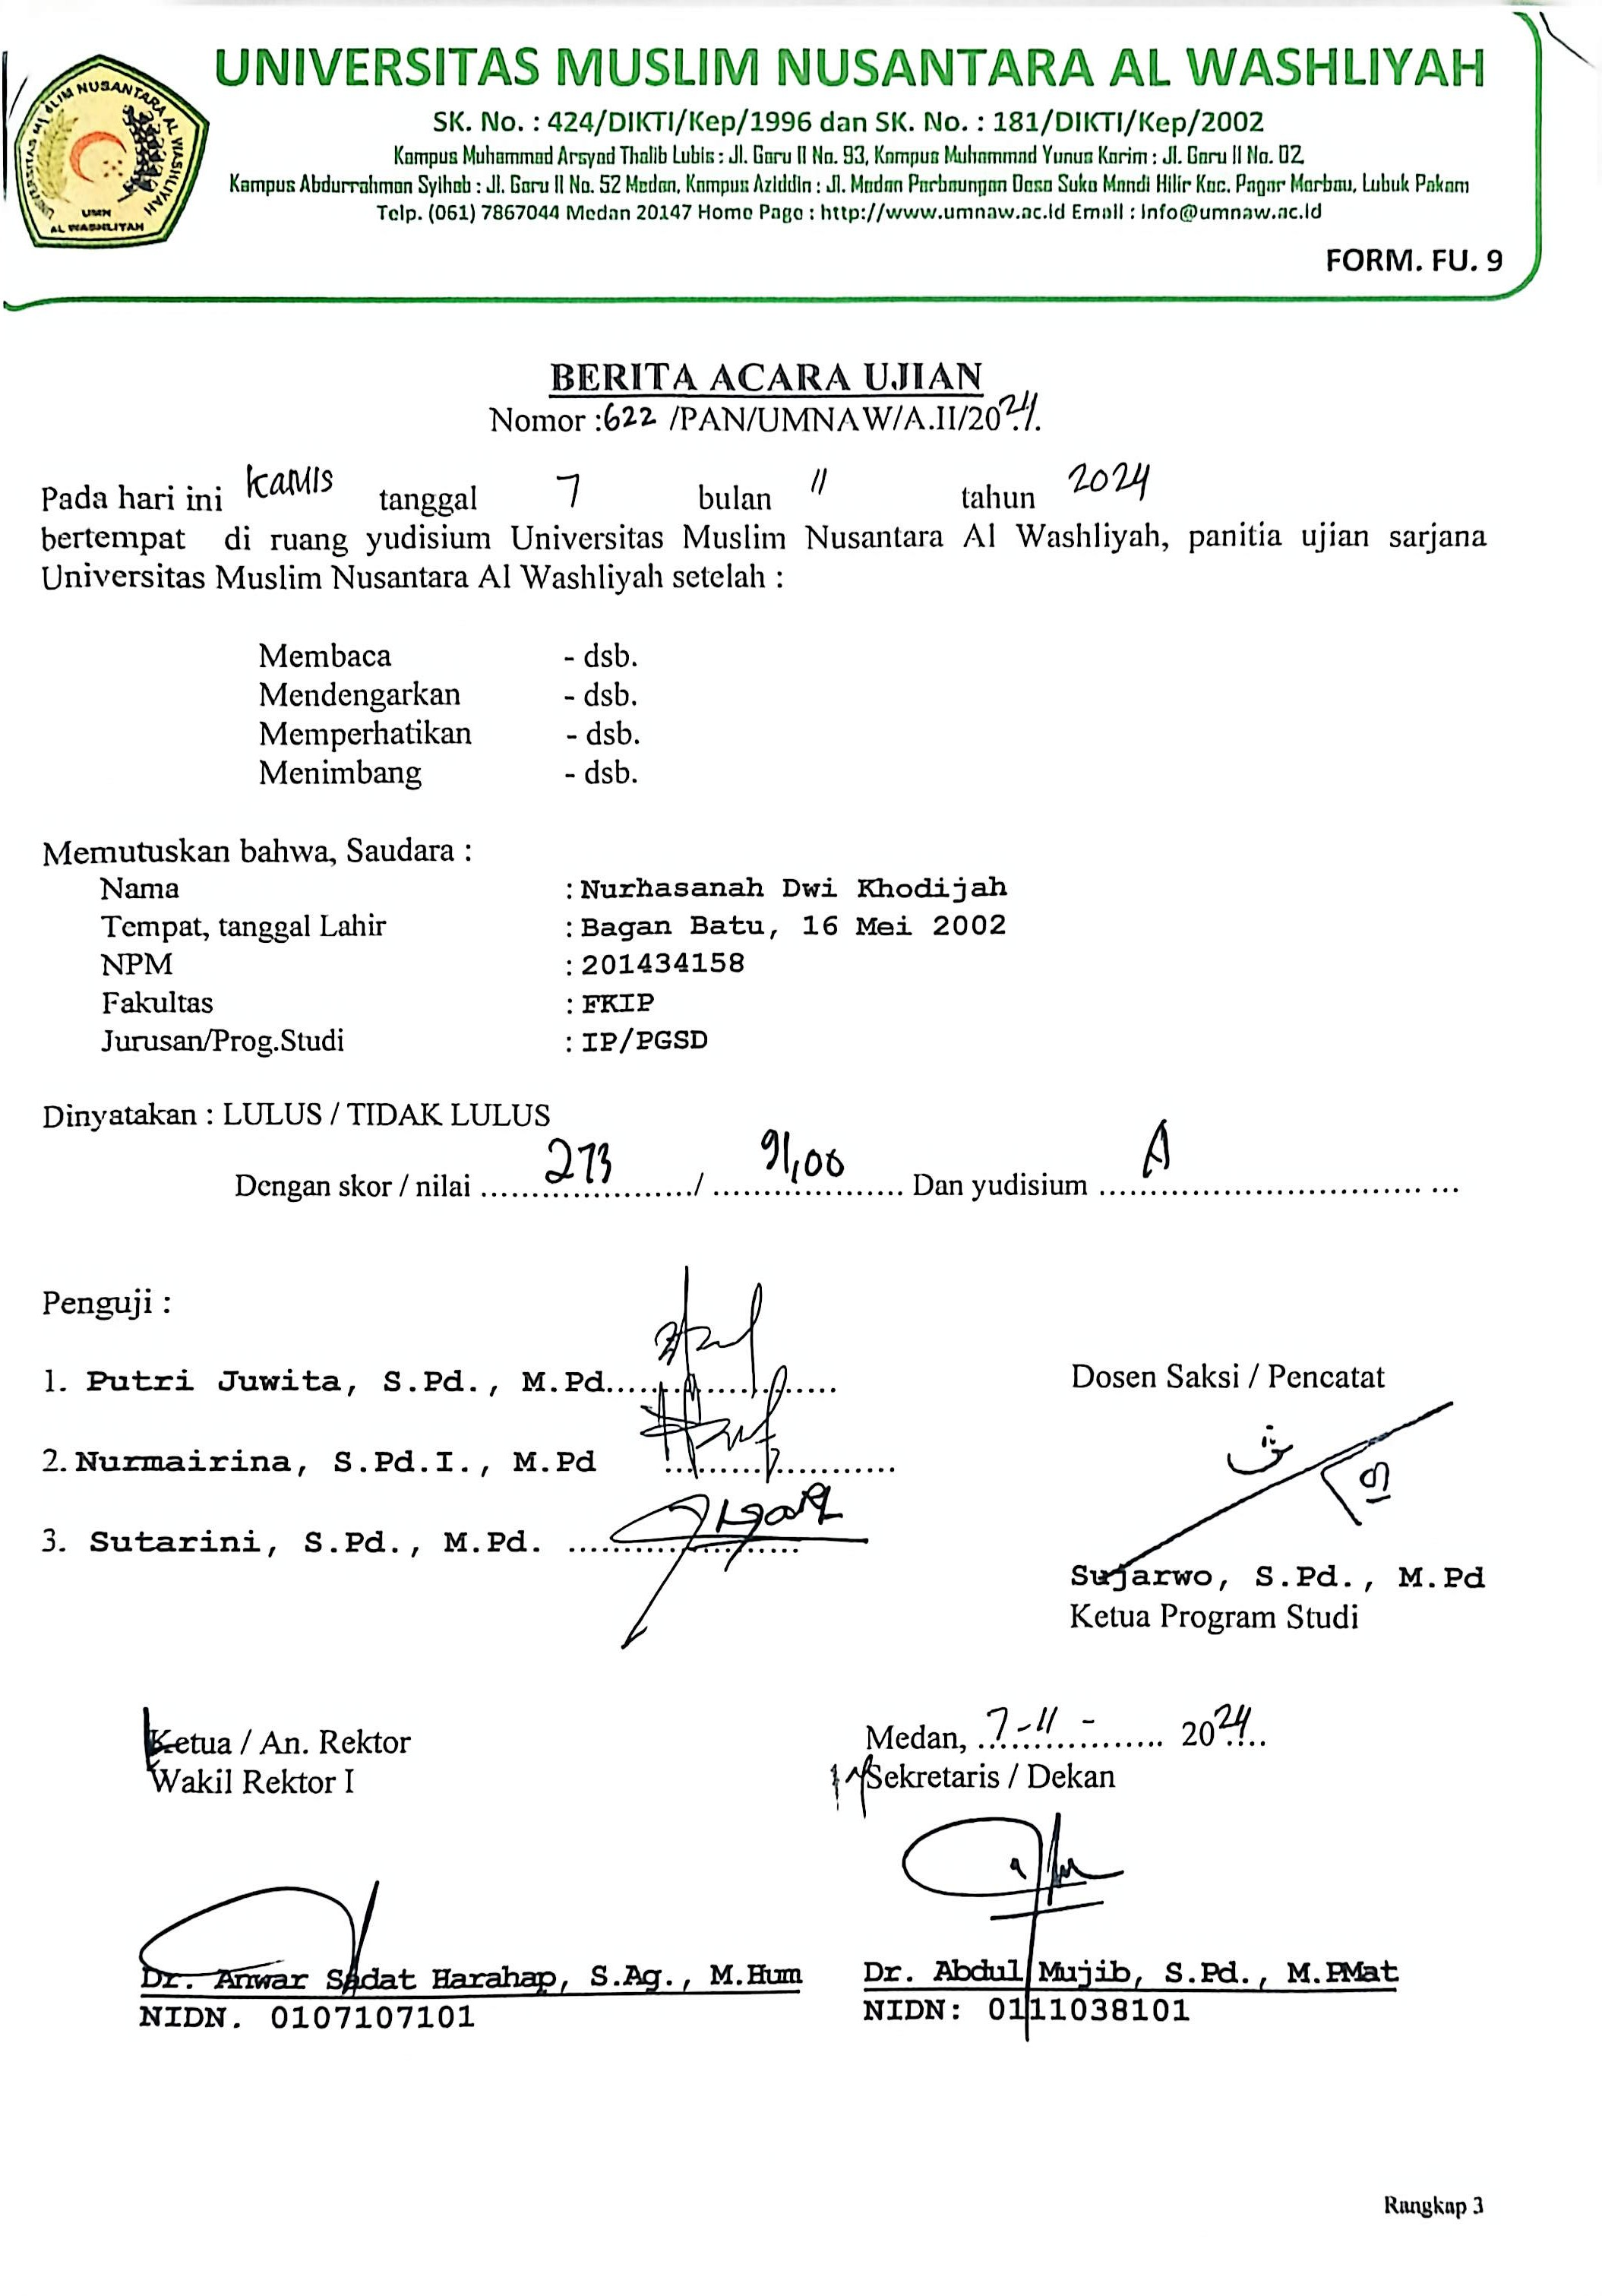 UNIVERSITAS MUSLIM NUSANTARA AL WASHLIYAH
SK. No. : 424/DIKTI/Kep/1996 dan SK. No. : 181/DIKTI/Kep/2002
Kampus Muhammad Arsyad Thalib Lubis : Jl. Garu II No. 93, Kampus Muhammad Yunus Karim : Jl. Garu II No. 02,
Kampus Abdurrahman Syihab : Jl. Garu II No. 52 Medan, Kampus Aziddin : Jl. Medan Perbaungan Desa Suka Mandi Hilir Kec. Pagar Merbau, Lubuk Pakam
Telp. (061) 7867044 Medan 20147 Home Page : http://www.umnaw.ac.id Email : info@umnaw.ac.id
UNIVERSITAS MUSLIM NUSANTARA AL WASHLIYAH
UMN
AL WASHLIYAH
FORM. FU. 9
BERITA ACARA UJIAN
Nomor :622 /PAN/UMNAW/A.II/2024.
Pada hari ini Kamis tanggal 7 bulan 11 tahun 2024
bertempat di ruang yudisium Universitas Muslim Nusantara Al Washliyah, panitia ujian sarjana
Universitas Muslim Nusantara Al Washliyah setelah :
Membaca - dsb.
Mendengarkan - dsb.
Memperhatikan - dsb.
Menimbang - dsb.
Memutuskan bahwa, Saudara :
Nama : Nurhasanah Dwi Khodijah
Tempat, tanggal Lahir : Bagan Batu, 16 Mei 2002
NPM : 201434158
Fakultas : FKIP
Jurusan/Prog.Studi : IP/PGSD
Dinyatakan : LULUS / TIDAK LULUS
Dengan skor / nilai 273 / 91,00 Dan yudisium A
Penguji :
1. Putri Juwita, S.Pd., M.Pd
Dosen Saksi / Pencatat
2. Nurmairina, S.Pd.I., M.Pd
3. Sutarini, S.Pd., M.Pd.
Sujarwo, S.Pd., M.Pd
Ketua Program Studi
Ketua / An. Rektor
Wakil Rektor I
Medan, 7-11 - 2024
Sekretaris / Dekan
Dr. Anwar Sadat Harahap, S.Ag., M.Hum
NIDN. 0107107101
Dr. Abdul Mujib, S.Pd., M.PMat
NIDN: 0111038101
Rangkap 3